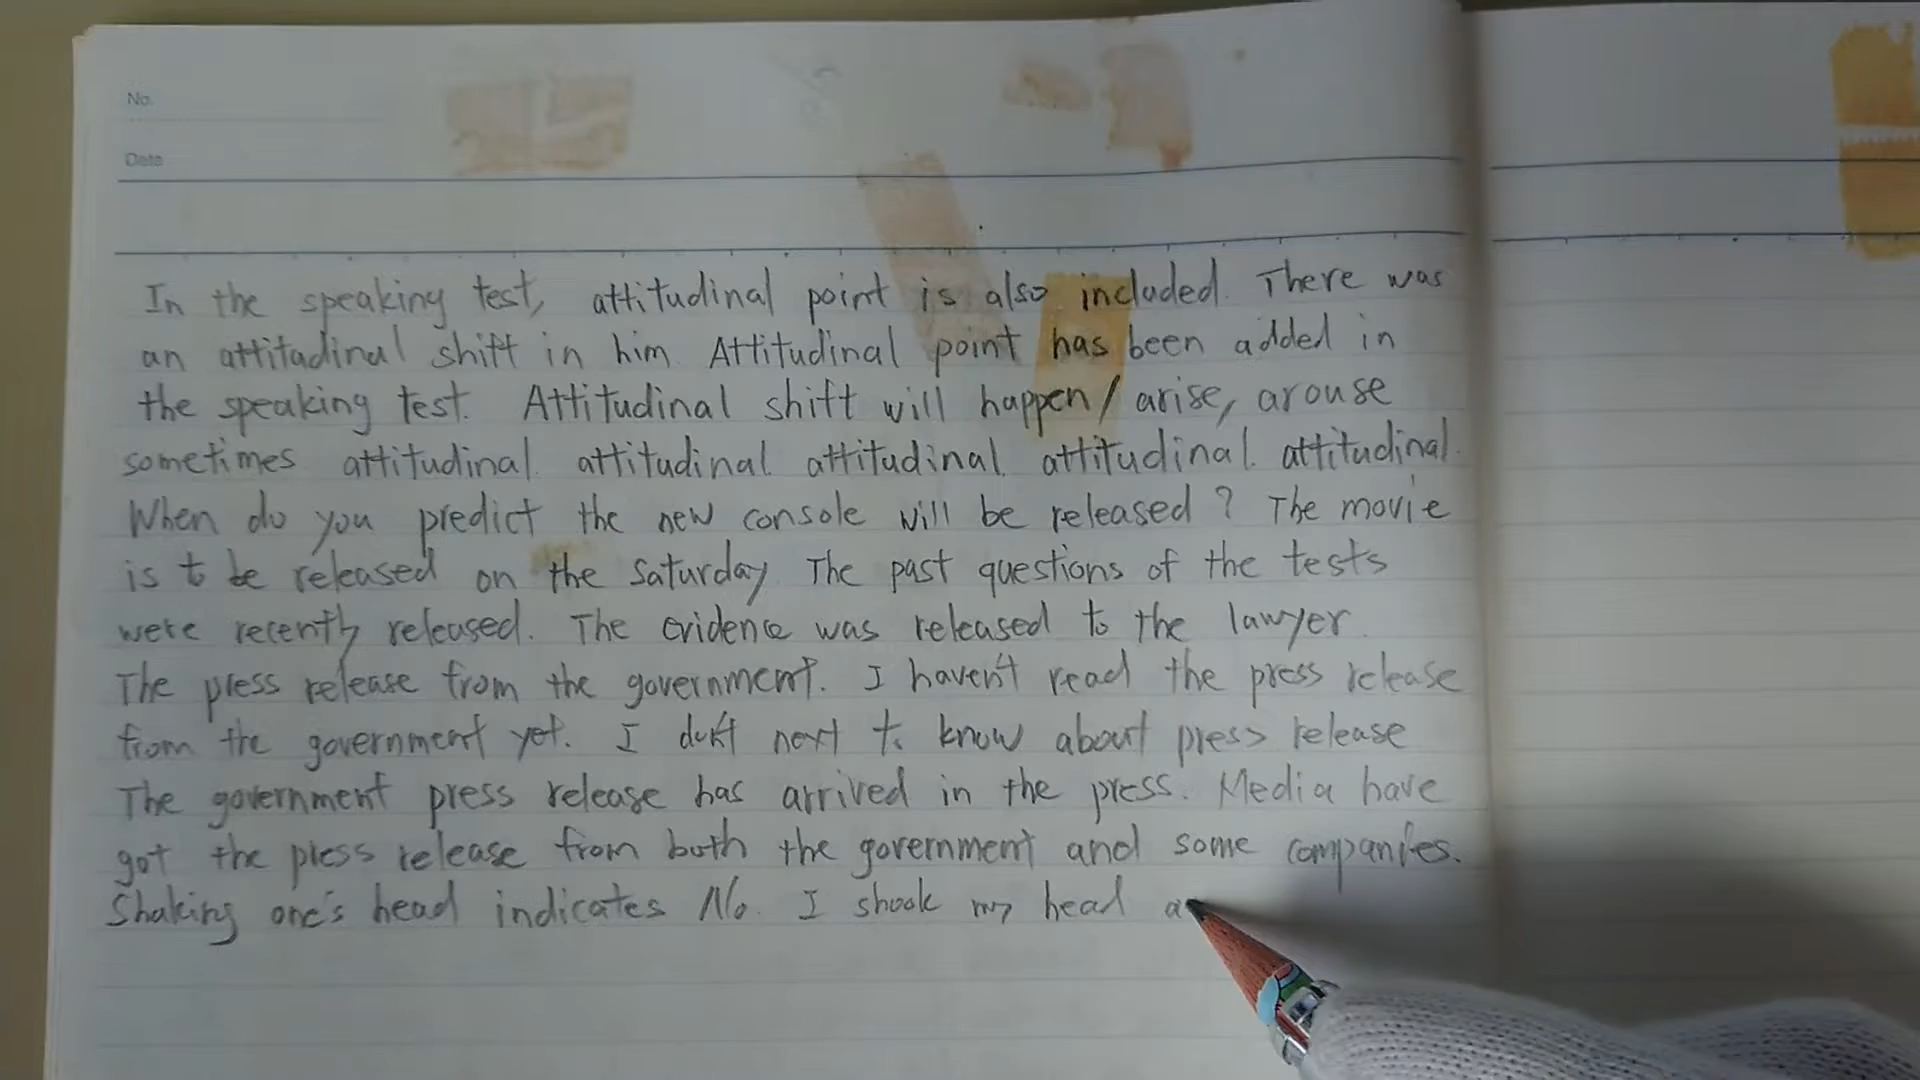 No.
Date
In the speaking test, attitudinal point is also included. There was
an attitudinal shift in him. Attitudinal point has been added in
the speaking test. Attitudinal shift will happen / arise, arouse
sometimes attitudinal. attitudinal attitudinal attitudinal. attitudinal.
When do you predict the new console will be released? The movie
is to be released on the Saturday. The past questions of the tests
were recently released. The evidence was released to the lawyer.
The press release from the government. I haven't read the press release
from the government yet. I to know about press release
The government press release has arrived in the press. Media have
got the press release from both the government and some companies.
Shaking one's head indicates No. I shook my head